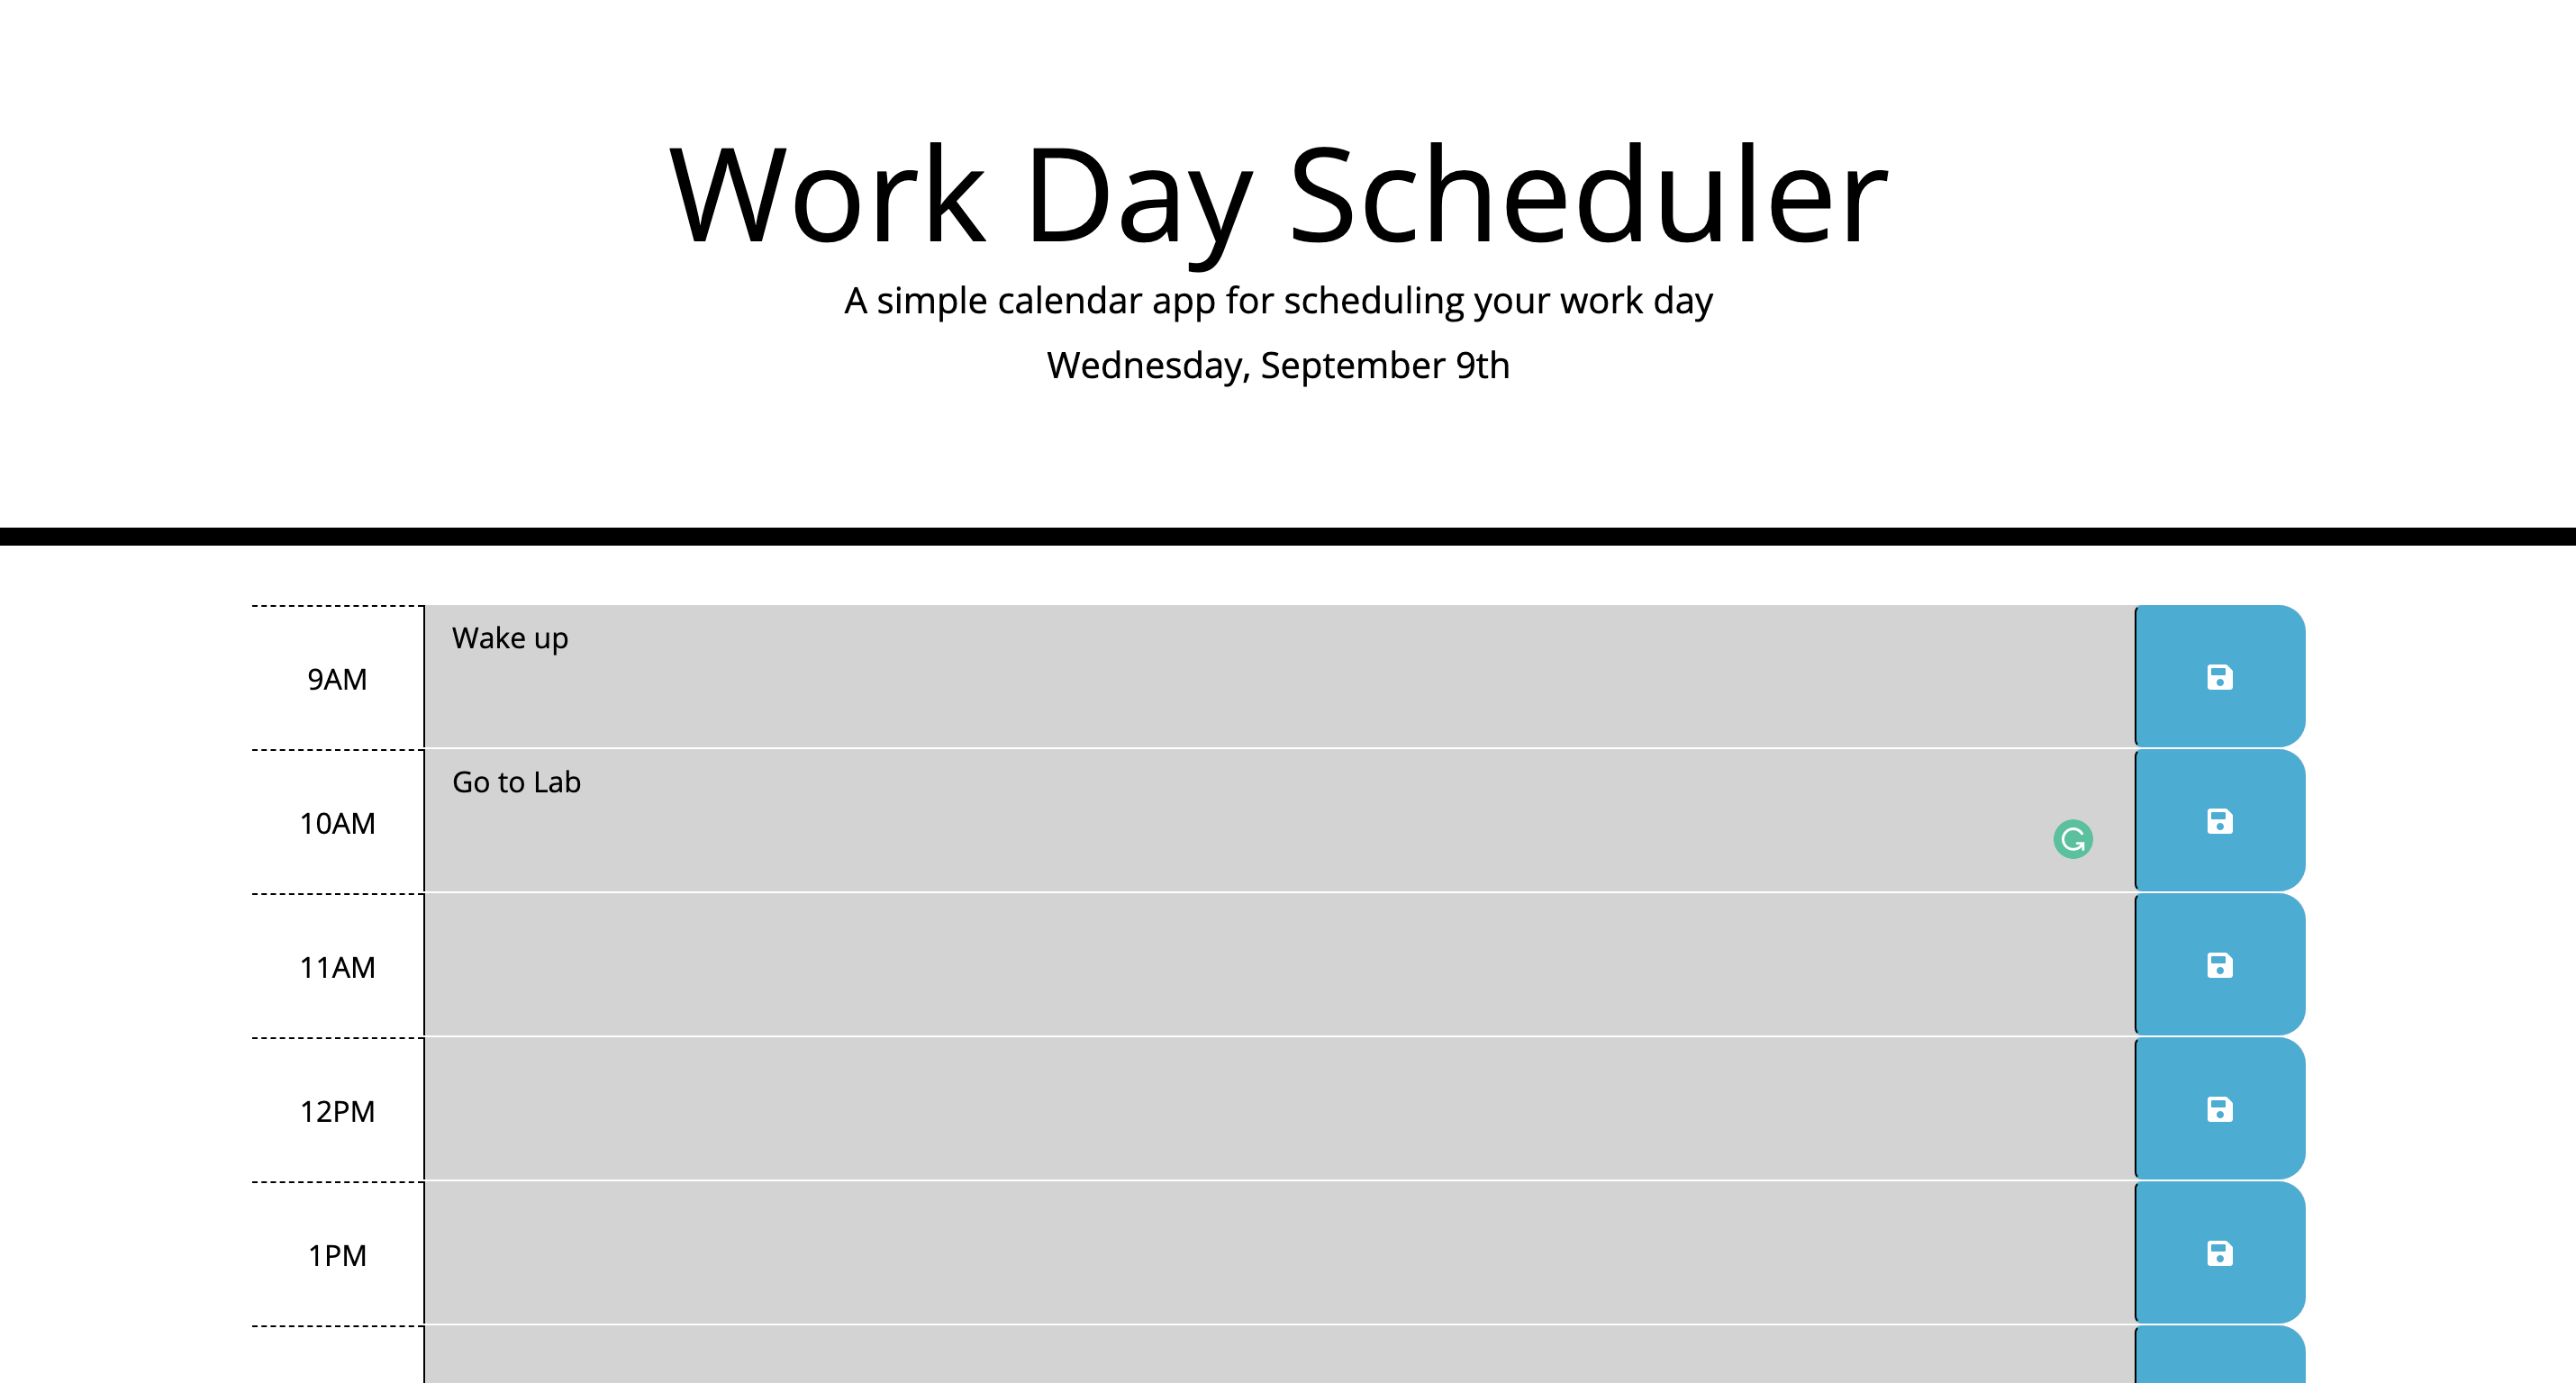 Work Day Scheduler
A simple calendar app for scheduling your work day
Wednesday, September 9th
9AM
Wake up
10AM
Go to Lab
11AM
12PM
1PM